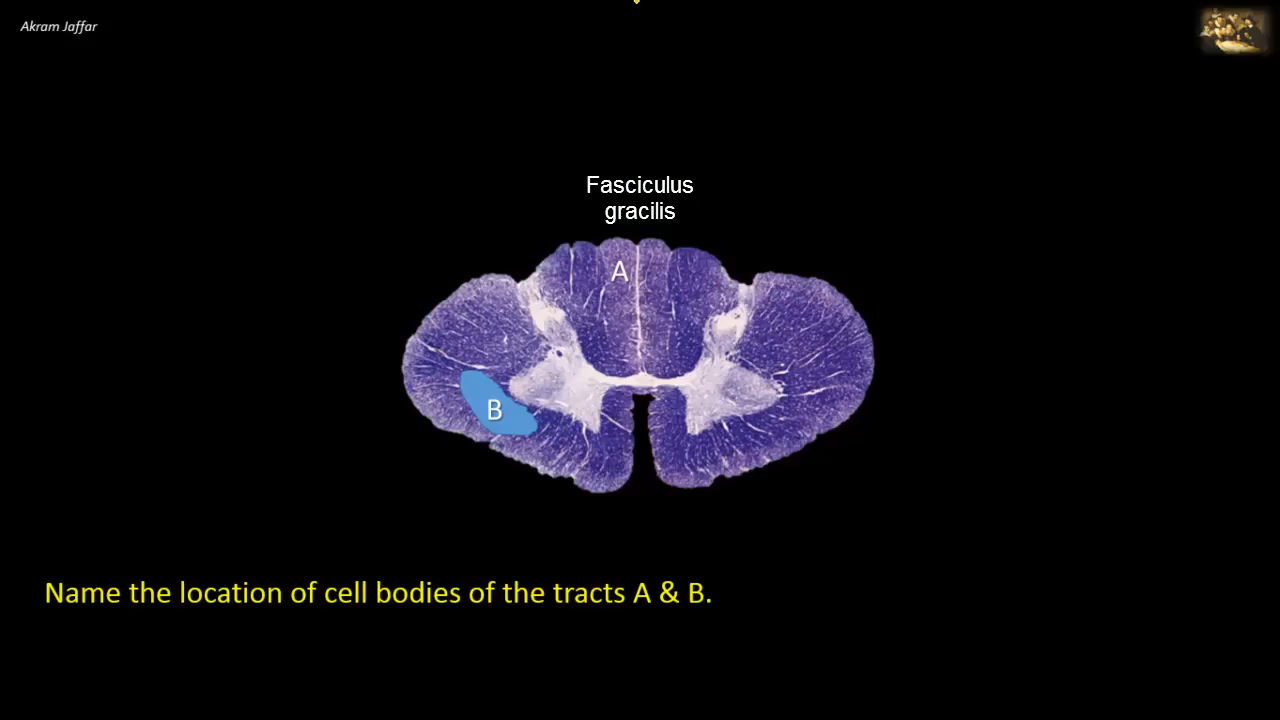 Akram Jaffar
Fasciculus
gracilis
A
B
Name the location of cell bodies of the tracts A & B.